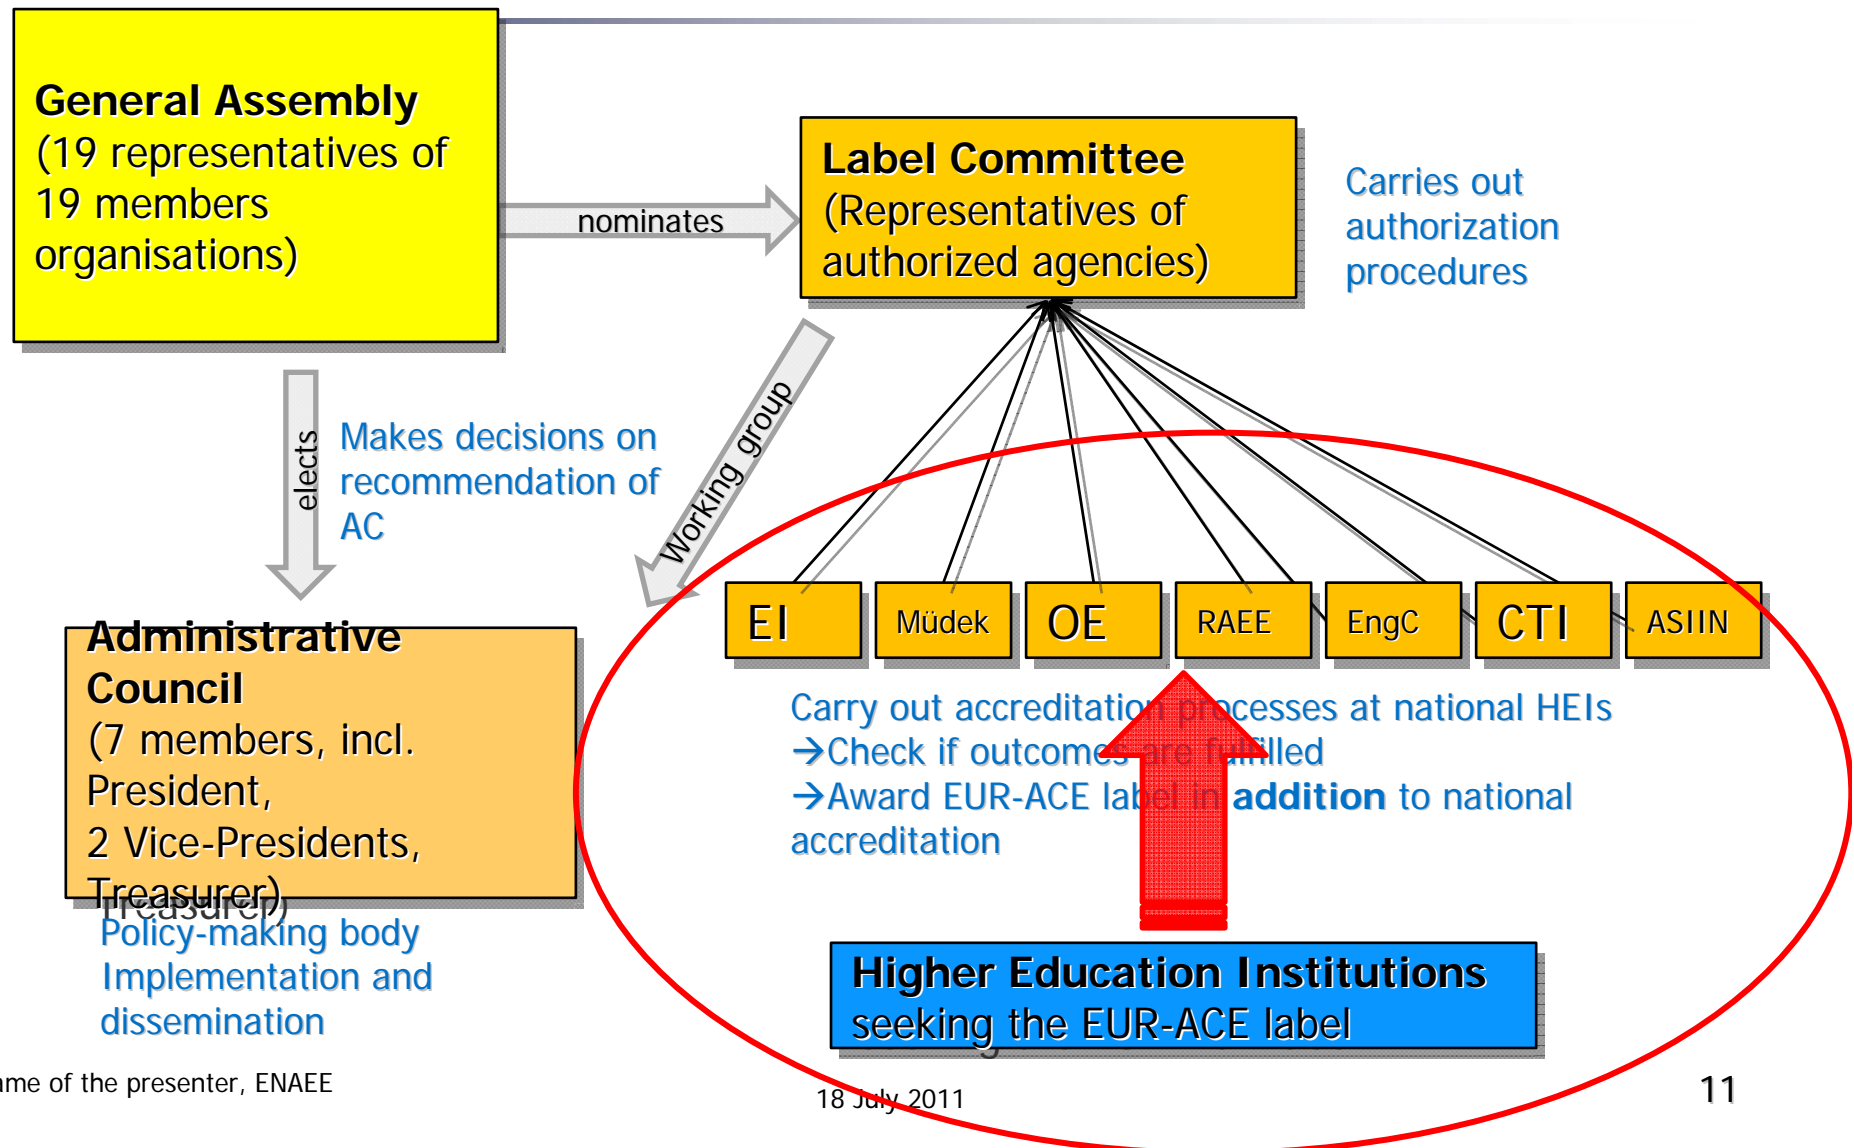 General Assembly
(19 representatives of
19 members
organisations)
nominates
Label Committee
(Representatives of
authorized agencies)
Carries out
authorization
procedures
elects
Makes decisions on
recommendation of
AC
Working group
Administrative
Council
(7 members, incl.
President,
2 Vice-Presidents,
Treasurer)
Policy-making body
Implementation and
dissemination
EI
Müdek
OE
RAEE
EngC
CTI
ASIIN
Carry out accreditation processes at national HEIs
→Check if outcomes are fulfilled
→Award EUR-ACE label in addition to national
accreditation
Higher Education Institutions
seeking the EUR-ACE label
ame of the presenter, ENAEE
18 July 2011
11